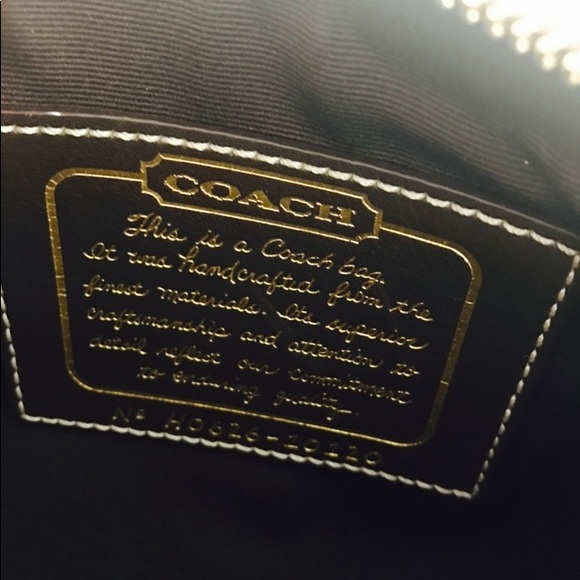 COACH
This is a Coach bag.
It was handcrafted from the
finest materials. Its superior
craftsmanship and attention to
detail reflect our commitment
to enduring quality.
Nº H0626-10120